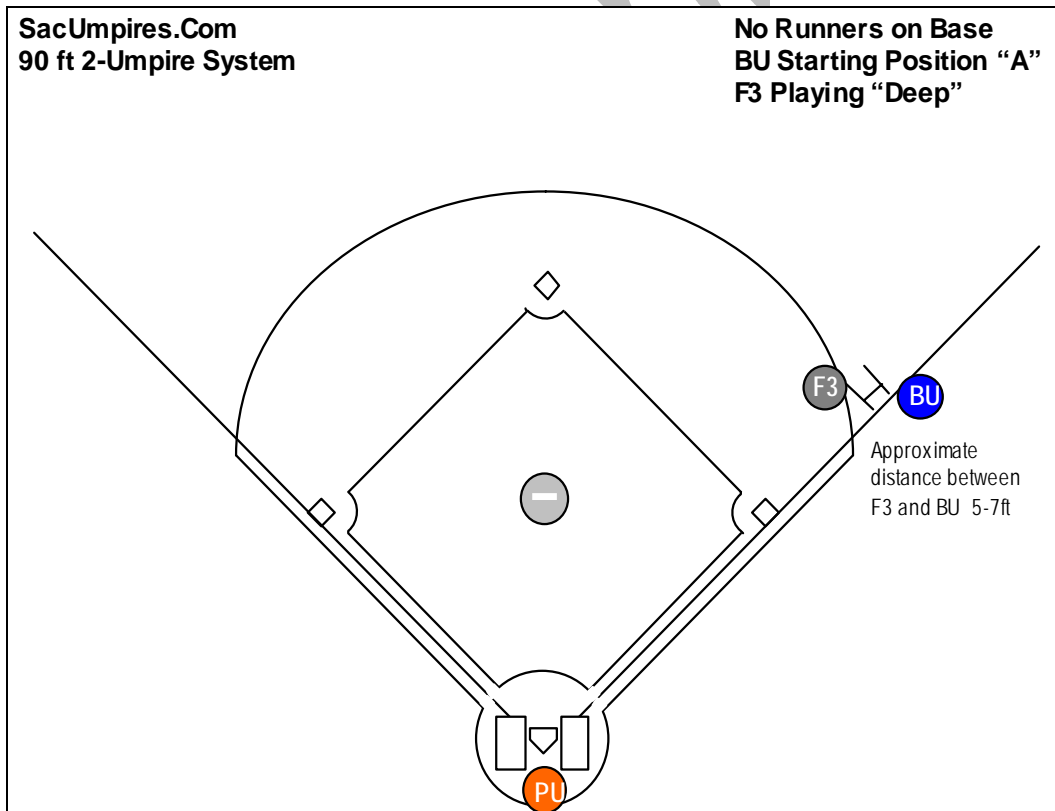 SacUmpires.Com
90 ft 2-Umpire System
No Runners on Base
BU Starting Position “A”
F3 Playing “Deep”
F3
BU
Approximate
distance between
F3 and BU 5-7ft
PU